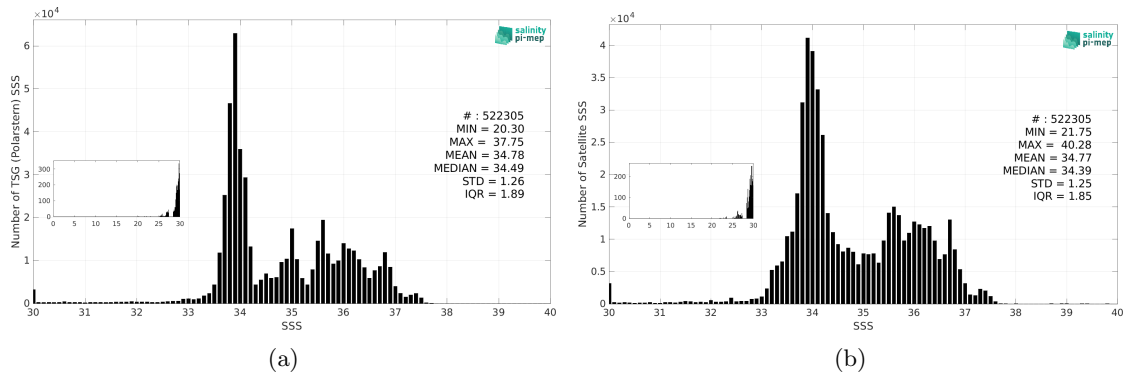 ×10^4
6
5
4
3
2
1
0
Number of TSG (Polarstern) SSS
salinity
pi-mep
# : 522305
MIN = 20.30
MAX = 37.75
MEAN = 34.78
MEDIAN = 34.49
STD = 1.26
IQR = 1.89
300
200
100
0
0 5 10 15 20 25 30
30 31 32 33 34 35 36 37 38 39 40
SSS
(a)
×10^4
4
3.5
3
2.5
2
1.5
1
0.5
0
Number of Satellite SSS
salinity
pi-mep
# : 522305
MIN = 21.75
MAX = 40.28
MEAN = 34.77
MEDIAN = 34.39
STD = 1.25
IQR = 1.85
200
100
0
0 5 10 15 20 25 30
30 31 32 33 34 35 36 37 38 39 40
SSS
(b)